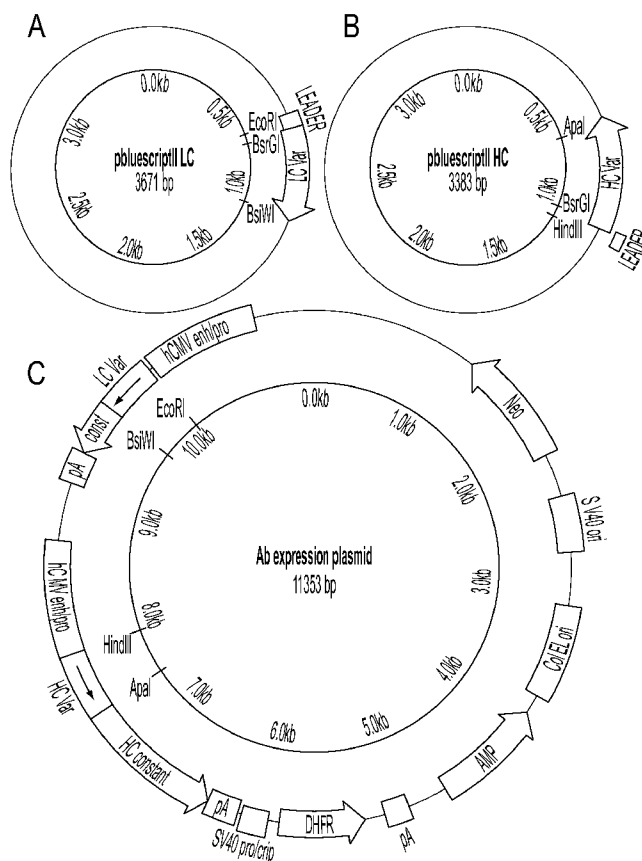 A
0.0kb
0.5kb
1.0kb
1.5kb
2.0kb
2.5kb
3.0kb
pbluescriptII LC
3671 bp
EcoRI
BsrGI
BsiWI
LEADER
LC Var
B
0.0kb
0.5kb
1.0kb
1.5kb
2.0kb
2.5kb
3.0kb
pbluescriptII HC
3383 bp
ApaI
BsrGI
HindIII
HC Var
LEADER
C
hCMV enh/pro
LC Var
const
pA
EcoRI
BsiWI
0.0kb
1.0kb
2.0kb
3.0kb
4.0kb
5.0kb
6.0kb
7.0kb
8.0kb
9.0kb
10.0kb
Ab expression plasmid
11353 bp
HindIII
ApaI
hCMV enh/pro
HC Var
HC constant
pA
SV40 pro/crip
DHFR
pA
AMP
Col EL ori
SV40 ori
Neo